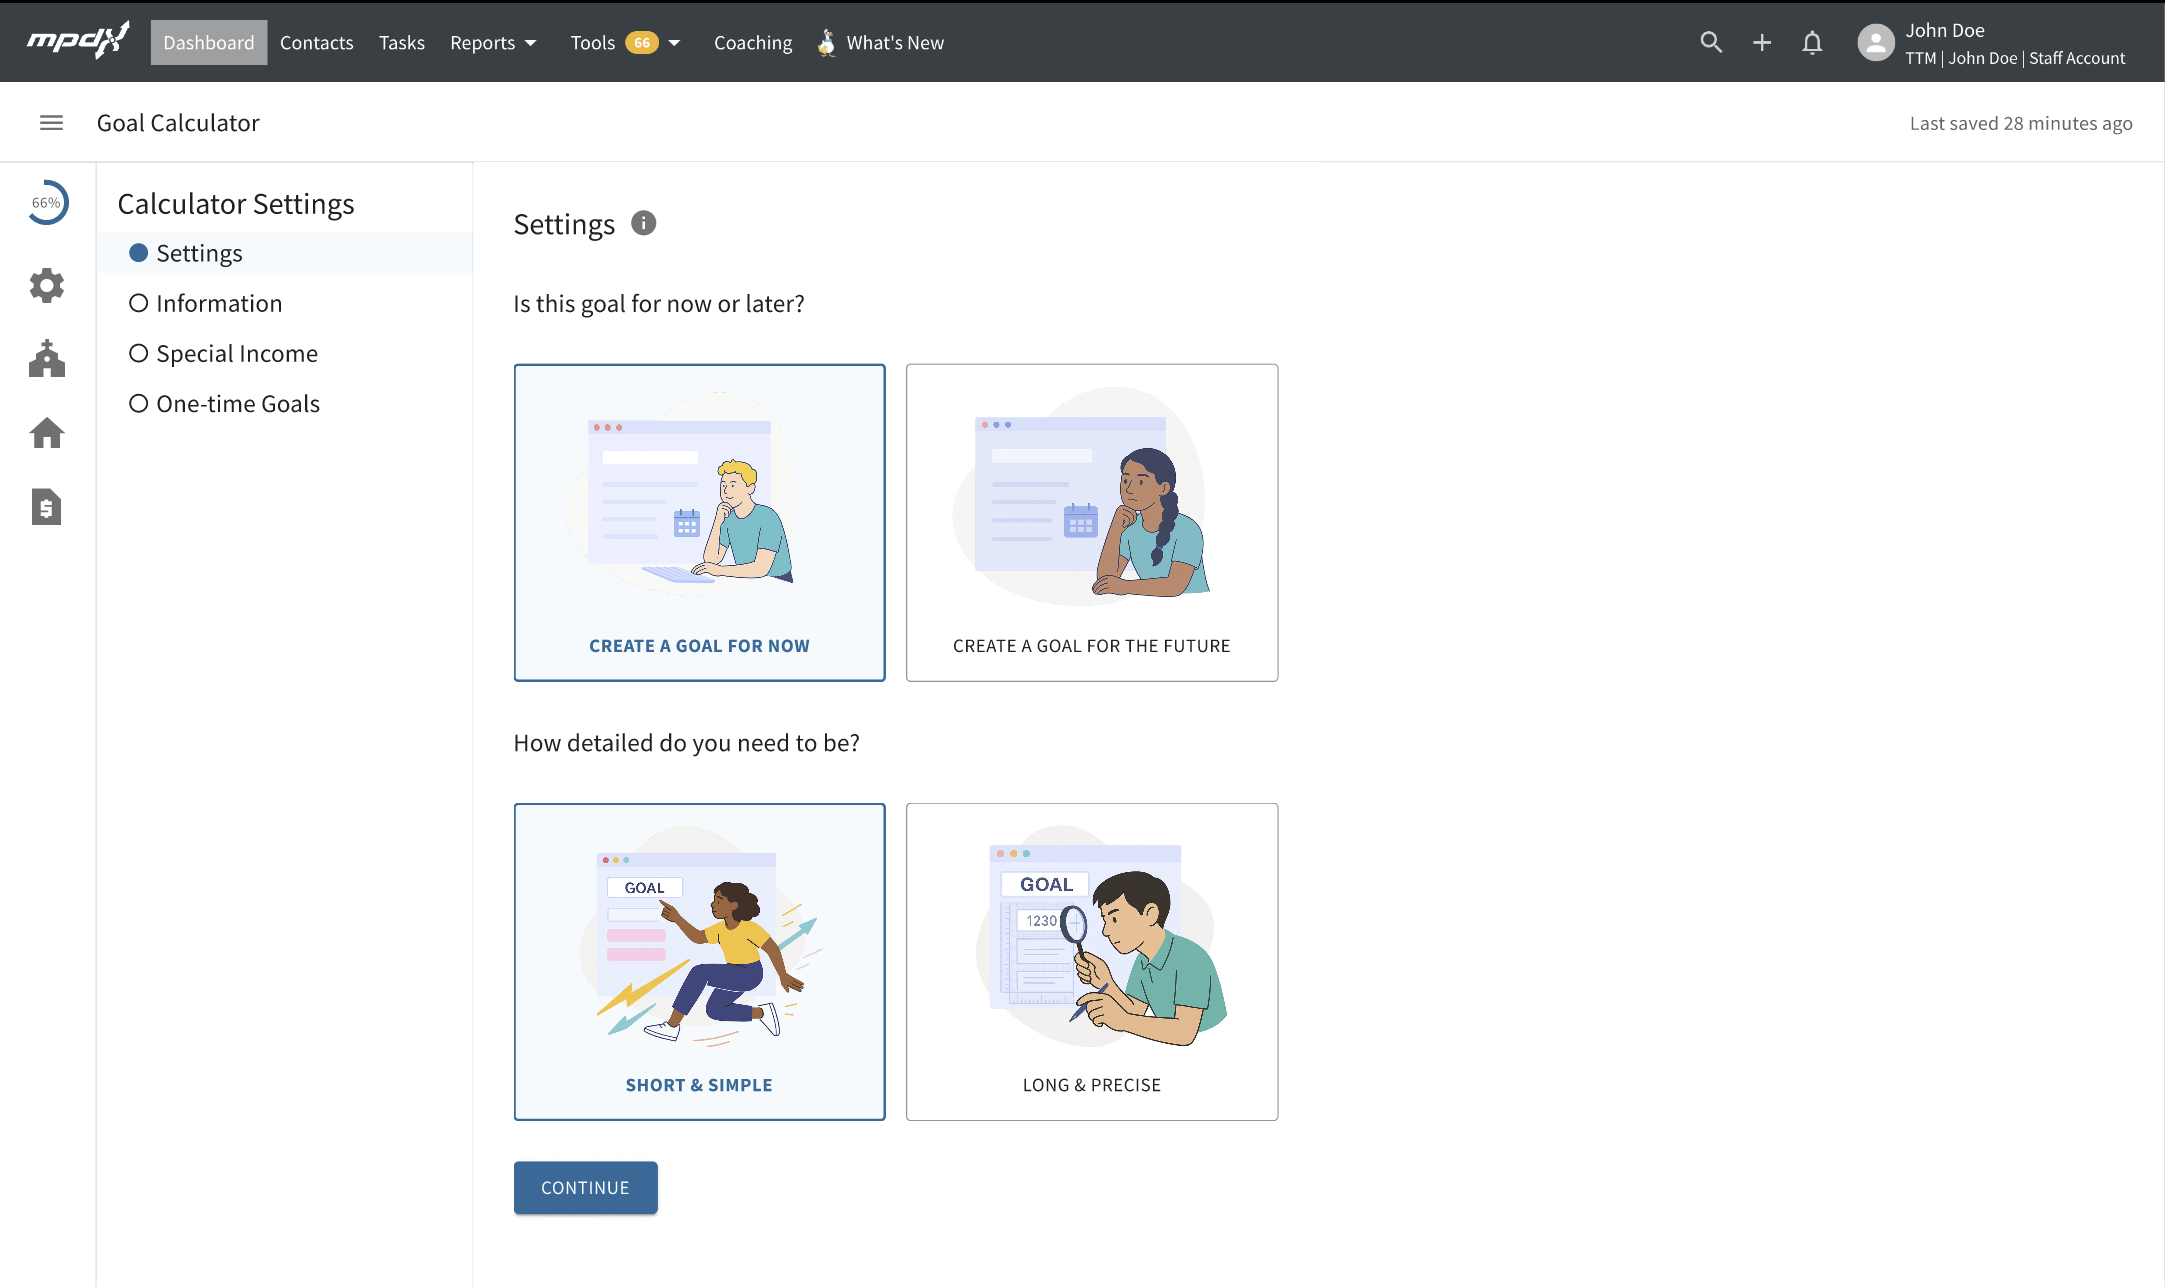 mpdx Dashboard Contacts Tasks Reports Tools 66 Coaching What's New
John Doe
TTM | John Doe | Staff Account
Goal Calculator
Last saved 28 minutes ago
66%
Calculator Settings
Settings
Information
Special Income
One-time Goals
Settings
Is this goal for now or later?
CREATE A GOAL FOR NOW
CREATE A GOAL FOR THE FUTURE
How detailed do you need to be?
GOAL
GOAL
1230
SHORT & SIMPLE
LONG & PRECISE
CONTINUE